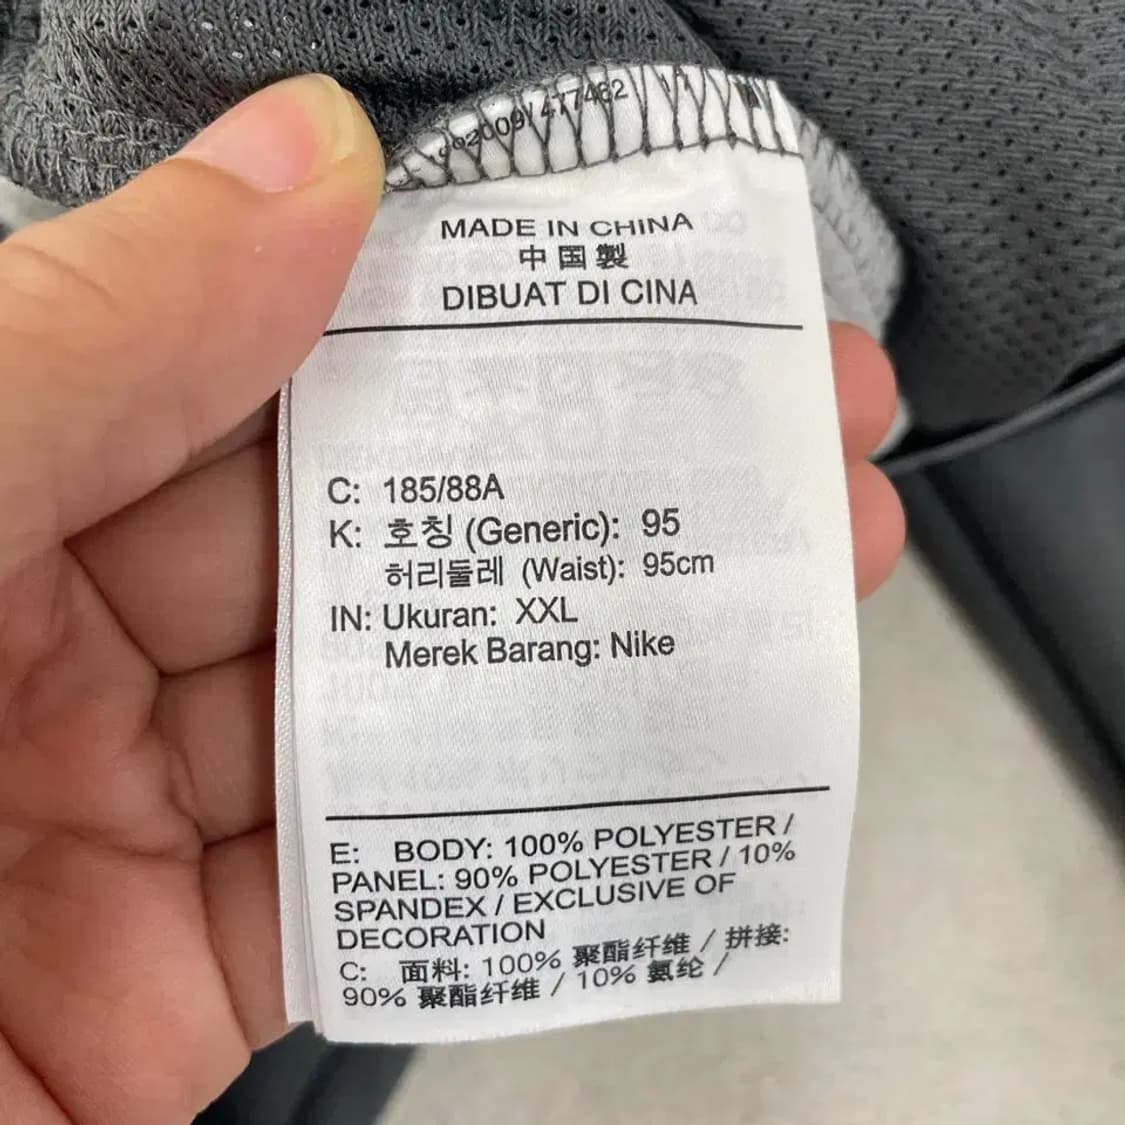 477482
MADE IN CHINA
中国製
DIBUAT DI CINA
C: 185/88A
K: 호칭 (Generic): 95
허리둘레 (Waist): 95cm
IN: Ukuran: XXL
Merek Barang: Nike
E: BODY: 100% POLYESTER /
PANEL: 90% POLYESTER / 10%
SPANDEX / EXCLUSIVE OF
DECORATION
C: 面料: 100% 聚酯纤维 / 拼接:
90% 聚酯纤维 / 10% 氨纶 /